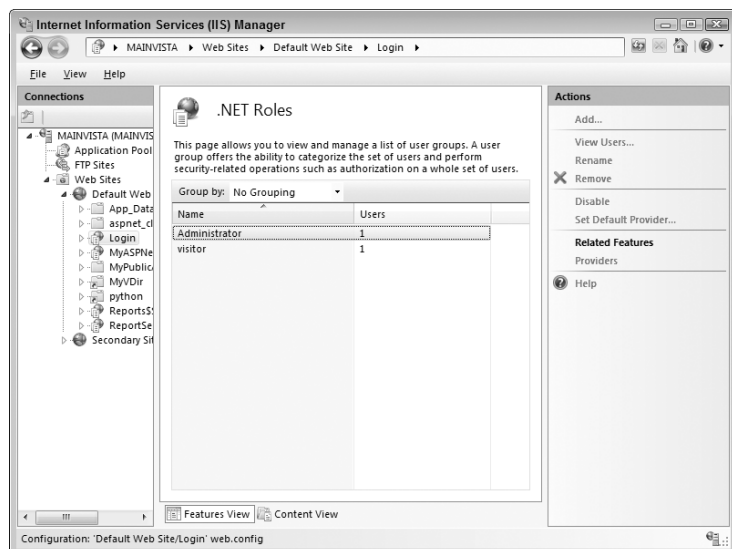 Internet Information Services (IIS) Manager
MAINVISTA Web Sites Default Web Site Login
File View Help
Connections
MAINVISTA (MAINVIS
Application Pool
FTP Sites
Web Sites
Default Web
App_Data
aspnet_cl
Login
MyASPNe
MyPublic
MyVDir
python
Reports$S
ReportSe
Secondary Sit
.NET Roles
This page allows you to view and manage a list of user groups. A user
group offers the ability to categorize the set of users and perform
security-related operations such as authorization on a whole set of users.
Group by: No Grouping
Name Users
Administrator 1
visitor 1
Features View Content View
Actions
Add...
View Users...
Rename
Remove
Disable
Set Default Provider...
Related Features
Providers
Help
Configuration: 'Default Web Site/Login' web.config